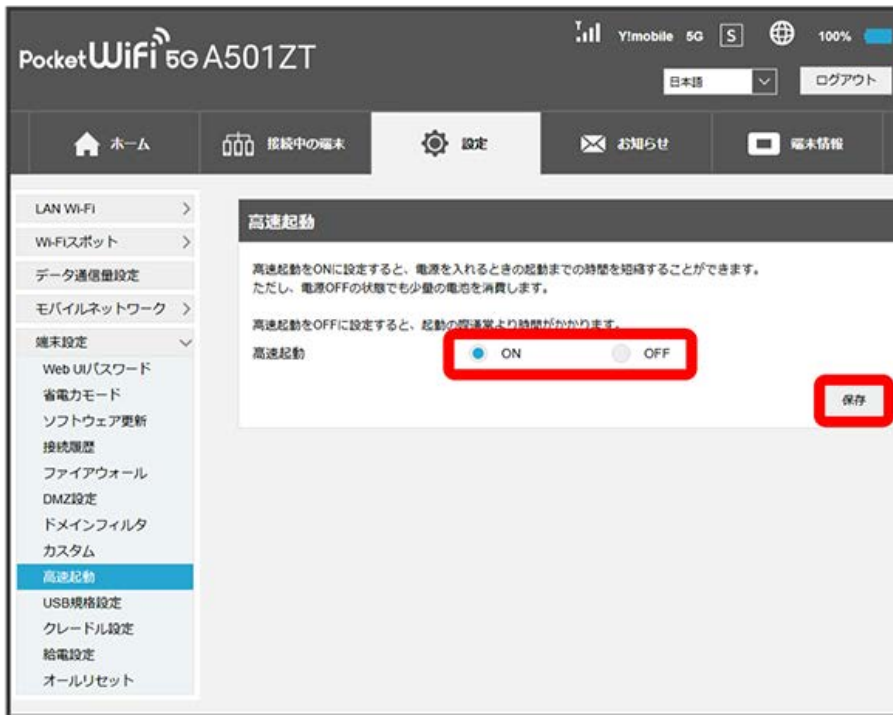 PocketWiFi 5G A501ZT
Y!mobile 5G S 100%
日本語 ログアウト
ホーム 接続中の端末 設定 お知らせ 端末情報
LAN Wi-Fi
Wi-Fiスポット
データ通信量設定
モバイルネットワーク
端末設定
Web UIパスワード
省電力モード
ソフトウェア更新
接続履歴
ファイアウォール
DMZ設定
ドメインフィルタ
カスタム
高速起動
USB規格設定
クレードル設定
給電設定
オールリセット
高速起動
高速起動をONに設定すると、電源を入れるときの起動までの時間を短縮することができます。
ただし、電源OFFの状態でも少量の電池を消費します。
高速起動をOFFに設定すると、起動の際通常より時間がかかります。
高速起動 ON OFF
保存